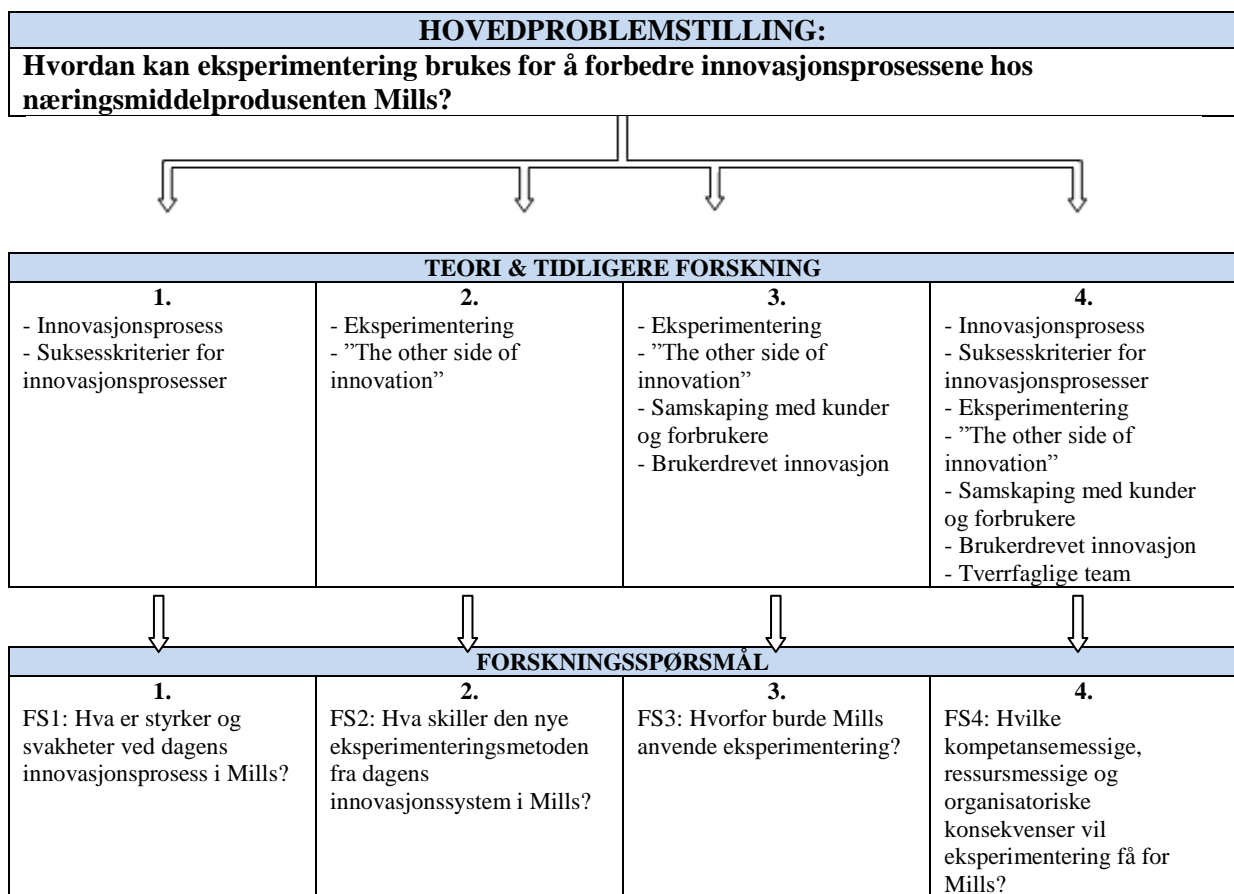 HOVEDPROBLEMSTILLING:
Hvordan kan eksperimentering brukes for å forbedre innovasjonsprosessene hos
næringsmiddelprodusenten Mills?
TEORI & TIDLIGERE FORSKNING
1.
- Innovasjonsprosess
- Suksesskriterier for
innovasjonsprosesser
2.
- Eksperimentering
- ”The other side of
innovation”
3.
- Eksperimentering
- ”The other side of
innovation”
- Samskaping med kunder
og forbrukere
- Brukerdrevet innovasjon
4.
- Innovasjonsprosess
- Suksesskriterier for
innovasjonsprosesser
- Eksperimentering
- ”The other side of
innovation”
- Samskaping med kunder
og forbrukere
- Brukerdrevet innovasjon
- Tverrfaglige team
FORSKNINGSSPØRSMÅL
1.
FS1: Hva er styrker og
svakheter ved dagens
innovasjonsprosess i Mills?
2.
FS2: Hva skiller den nye
eksperimenteringsmetoden
fra dagens
innovasjonssystem i Mills?
3.
FS3: Hvorfor burde Mills
anvende eksperimentering?
4.
FS4: Hvilke
kompetansemessige,
ressursmessige og
organisatoriske
konsekvenser vil
eksperimentering få for
Mills?